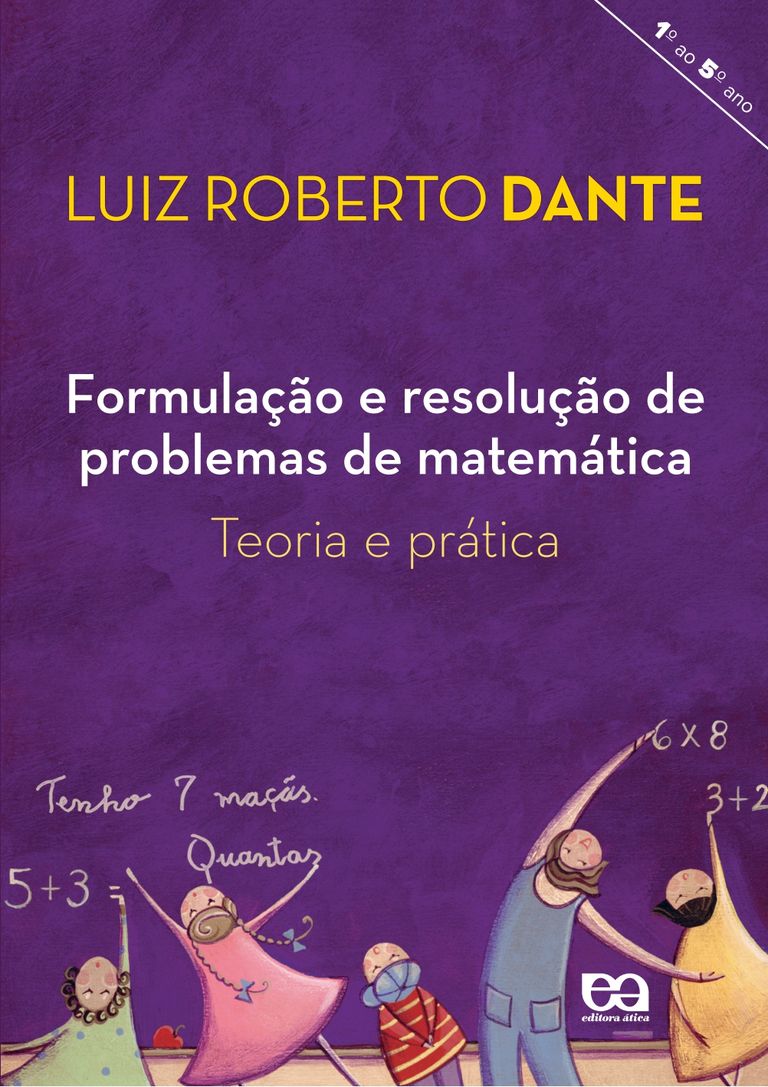 1º ao 5º ano
LUIZ ROBERTO DANTE
Formulação e resolução de
problemas de matemática
Teoria e prática
6 x 8
3+2
Tenho 7 maçãs.
Quantas
5+3 =
ea
editora ática